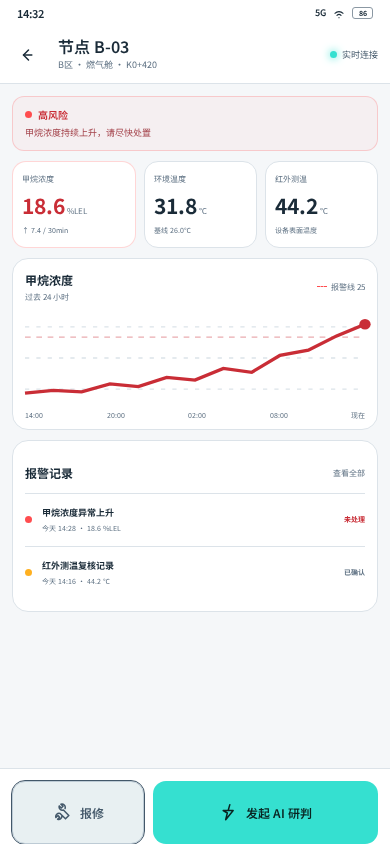 14:32
5G
86
节点 B-03
B区 · 燃气舱 · K0+420
实时连接
高风险
甲烷浓度持续上升，请尽快处置
甲烷浓度
18.6 %LEL
↑ 7.4 / 30min
环境温度
31.8 ℃
基线 26.0℃
红外测温
44.2 ℃
设备表面温度
甲烷浓度
过去 24 小时
报警线 25
14:00
20:00
02:00
08:00
现在
报警记录
查看全部
甲烷浓度异常上升
今天 14:28 · 18.6 %LEL
未处理
红外测温复核记录
今天 14:16 · 44.2 ℃
已确认
报修
发起 AI 研判